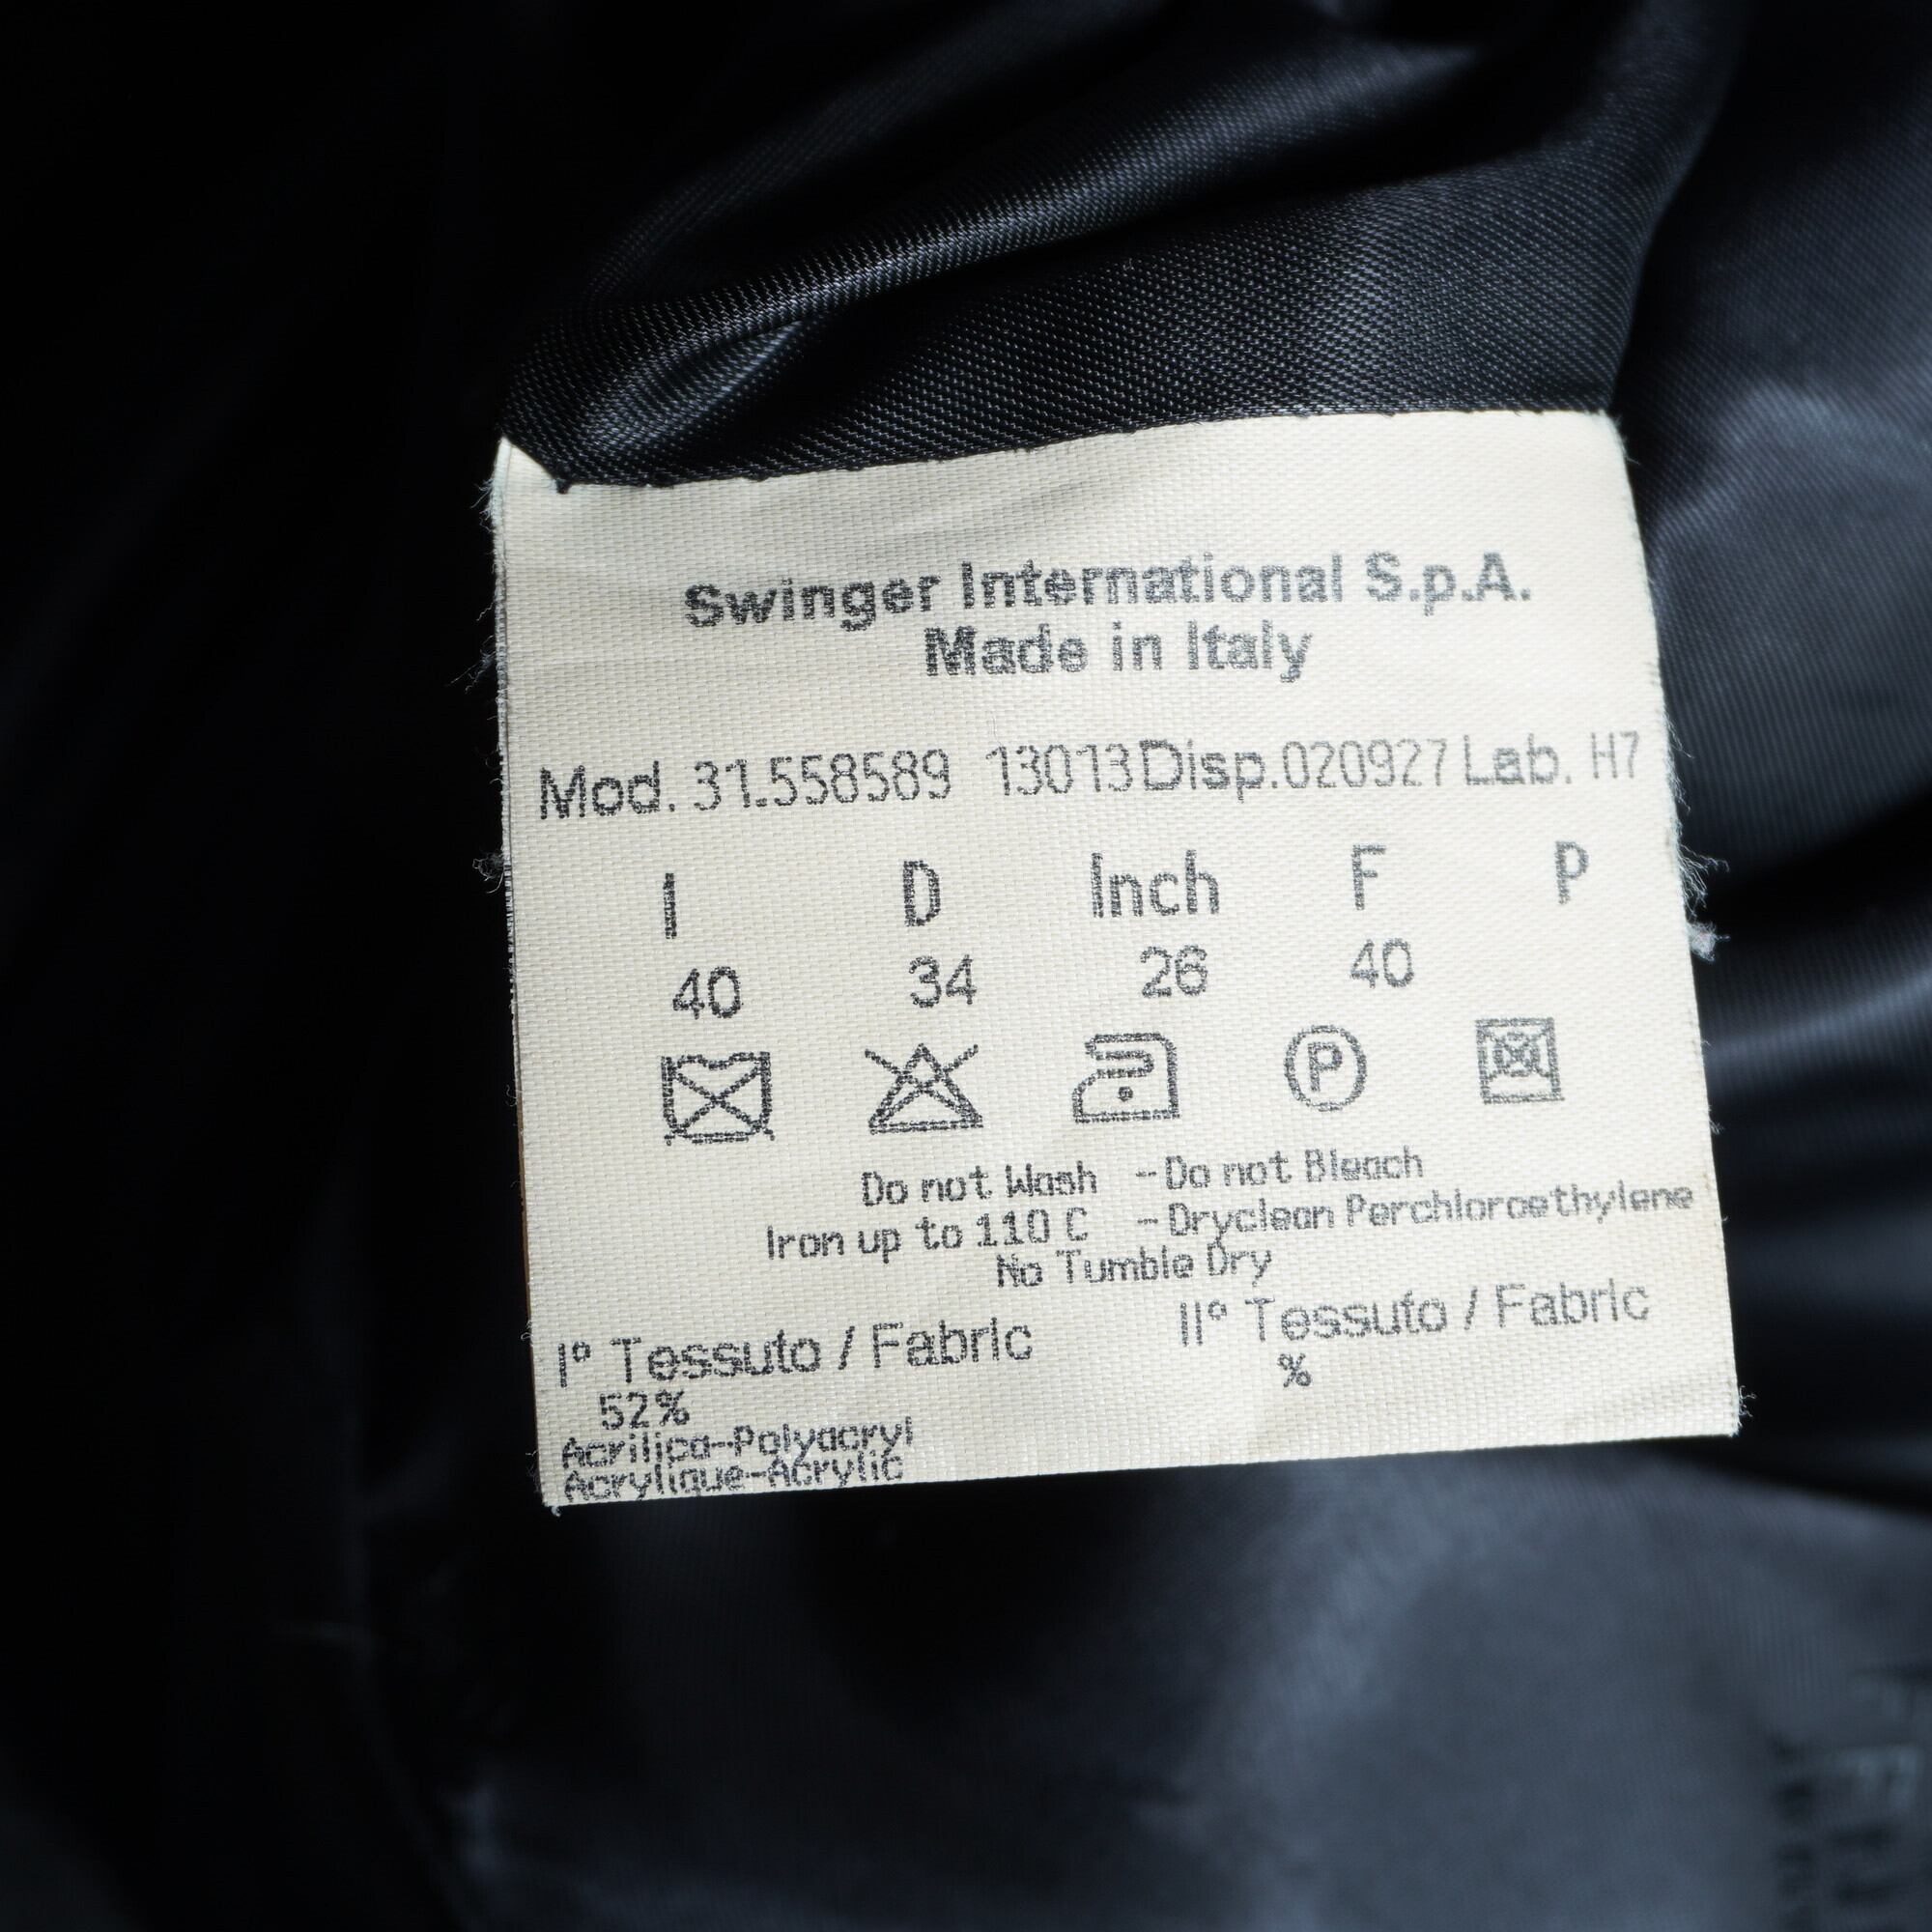 Swinger International S.p.A.
Made in Italy
Mod. 31.558589 13013 Disp.020927 Lab. H7
I D Inch F P
40 34 26 40
P
Do not Wash - Do not Bleach
Iron up to 110 C - Dryclean Perchloroethylene
No Tumble Dry
I° Tessuto / Fabric II° Tessuto / Fabric
52% %
Acrilico-Polyacryl
Acrylique-Acrylic